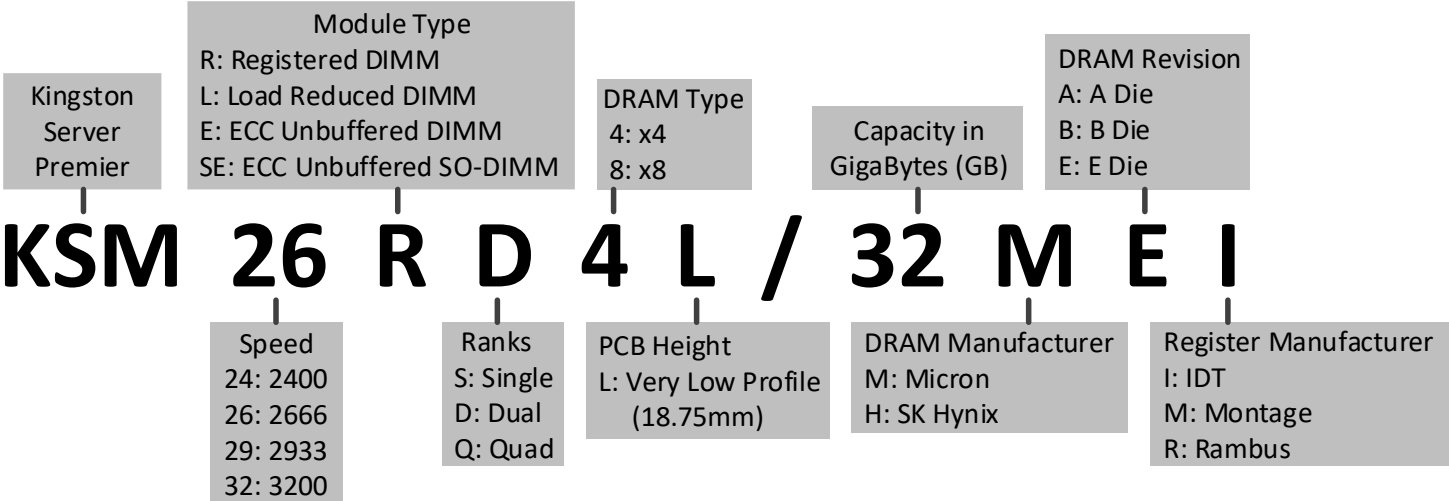 Module Type
R: Registered DIMM
L: Load Reduced DIMM
E: ECC Unbuffered DIMM
SE: ECC Unbuffered SO-DIMM
Kingston
Server
Premier
DRAM Type
4: x4
8: x8
Capacity in
GigaBytes (GB)
DRAM Revision
A: A Die
B: B Die
E: E Die
KSM 26 R D 4 L / 32 M E I
Speed
24: 2400
26: 2666
29: 2933
32: 3200
Ranks
S: Single
D: Dual
Q: Quad
PCB Height
L: Very Low Profile
(18.75mm)
DRAM Manufacturer
M: Micron
H: SK Hynix
Register Manufacturer
I: IDT
M: Montage
R: Rambus